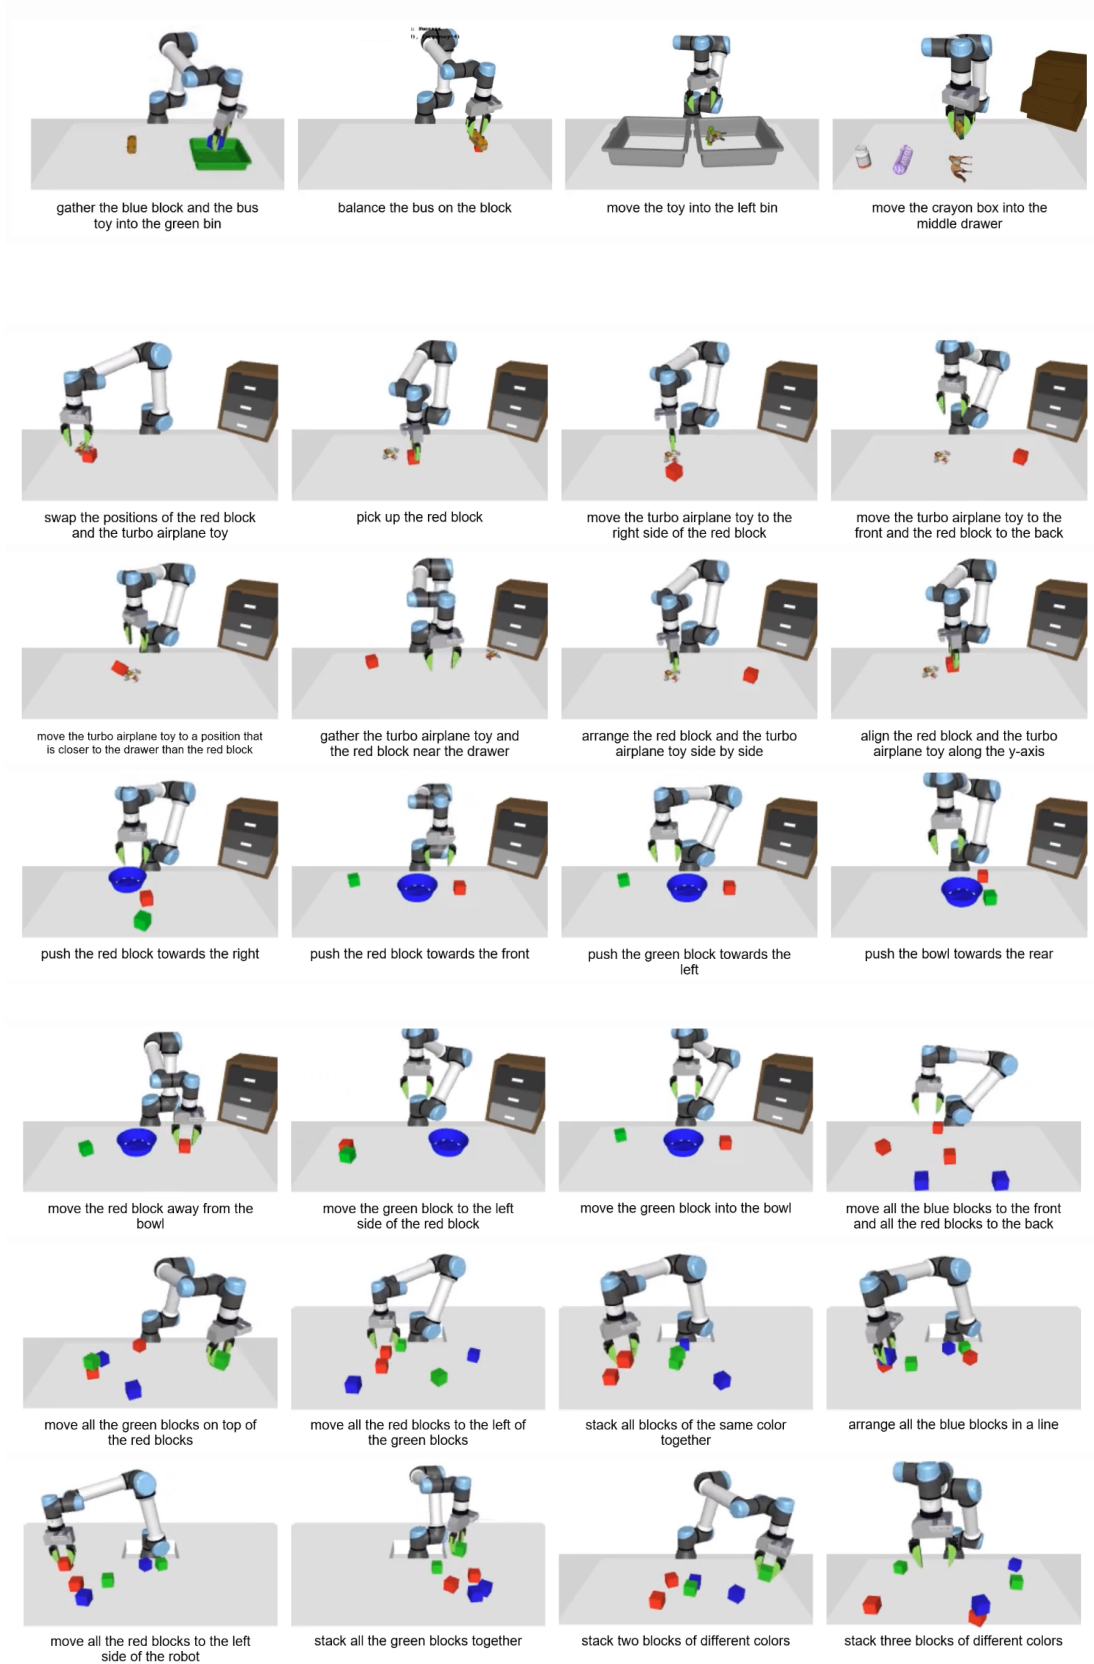 gather the blue block and the bus
toy into the green bin
balance the bus on the block
move the toy into the left bin
move the crayon box into the
middle drawer
swap the positions of the red block
and the turbo airplane toy
pick up the red block
move the turbo airplane toy to the
right side of the red block
move the turbo airplane toy to the
front and the red block to the back
move the turbo airplane toy to a position that
is closer to the drawer than the red block
gather the turbo airplane toy and
the red block near the drawer
arrange the red block and the turbo
airplane toy side by side
align the red block and the turbo
airplane toy along the y-axis
push the red block towards the right
push the red block towards the front
push the green block towards the
left
push the bowl towards the rear
move the red block away from the
bowl
move the green block to the left
side of the red block
move the green block into the bowl
move all the blue blocks to the front
and all the red blocks to the back
move all the green blocks on top of
the red blocks
move all the red blocks to the left of
the green blocks
stack all blocks of the same color
together
arrange all the blue blocks in a line
move all the red blocks to the left
side of the robot
stack all the green blocks together
stack two blocks of different colors
stack three blocks of different colors